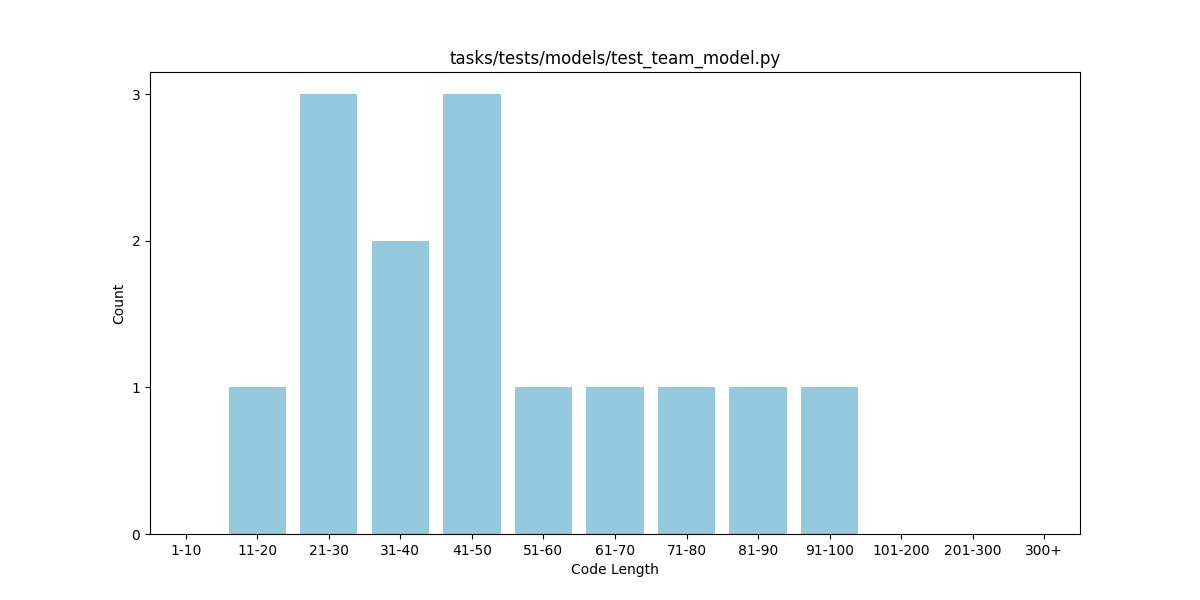 tasks/tests/models/test_team_model.py
3
2
1
0
Count
1-10 11-20 21-30 31-40 41-50 51-60 61-70 71-80 81-90 91-100 101-200 201-300 300+
Code Length